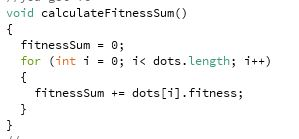 void calculateFitnessSum()
{
  fitnessSum = 0;
  for (int i = 0; i< dots.length; i++)
  {
    fitnessSum += dots[i].fitness;
  }
}